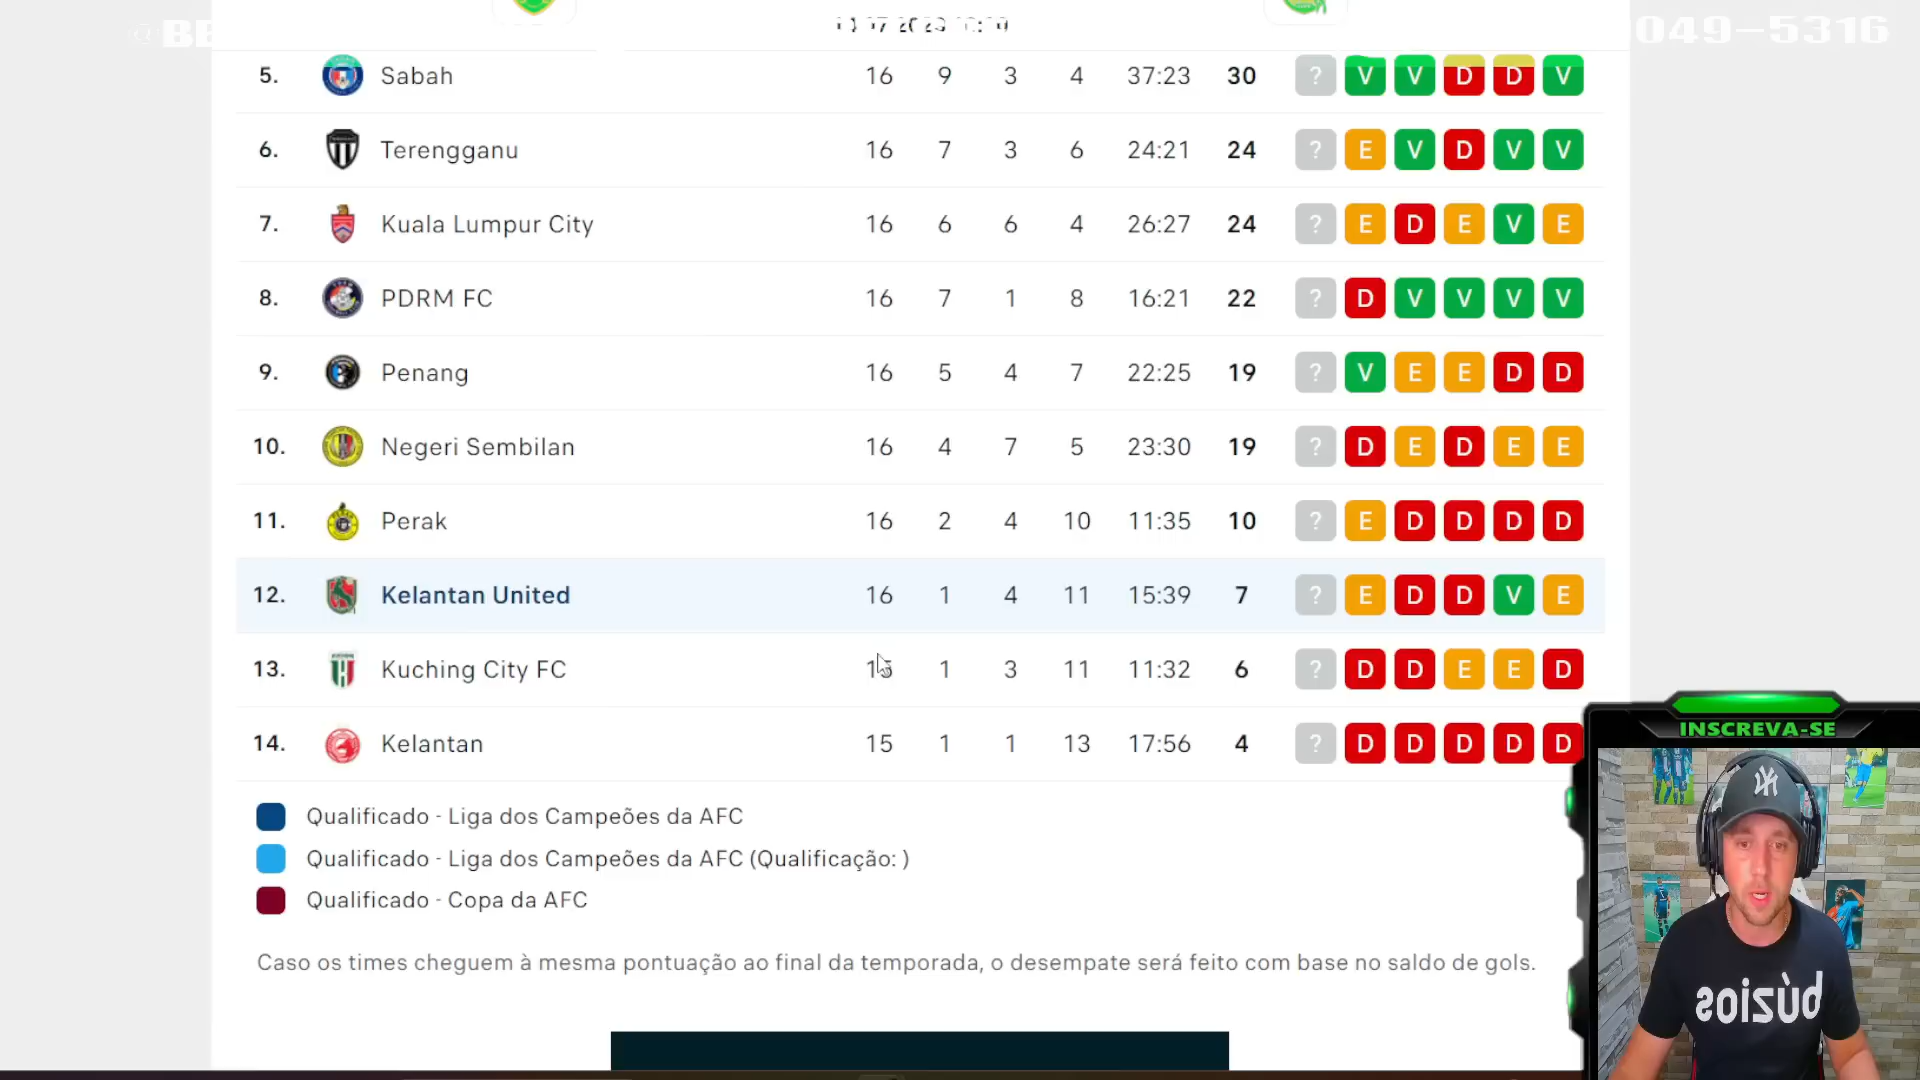 049-5316
5. Sabah 16 9 3 4 37:23 30 ? V V D D V
6. Terengganu 16 7 3 6 24:21 24 ? E V D V V
7. Kuala Lumpur City 16 6 6 4 26:27 24 ? E D E V E
8. PDRM FC 16 7 1 8 16:21 22 ? D V V V V
9. Penang 16 5 4 7 22:25 19 ? V E E D D
10. Negeri Sembilan 16 4 7 5 23:30 19 ? D E D E E
11. Perak 16 2 4 10 11:35 10 ? E D D D D
12. Kelantan United 16 1 4 11 15:39 7 ? E D D V E
13. Kuching City FC 15 1 3 11 11:32 6 ? D D E E D
14. Kelantan 15 1 1 13 17:56 4 ? D D D D D
INSCREVA-SE
Qualificado - Liga dos Campeões da AFC
Qualificado - Liga dos Campeões da AFC (Qualificação: )
Qualificado - Copa da AFC
Caso os times cheguem à mesma pontuação ao final da temporada, o desempate será feito com base no saldo de gols.
búzios